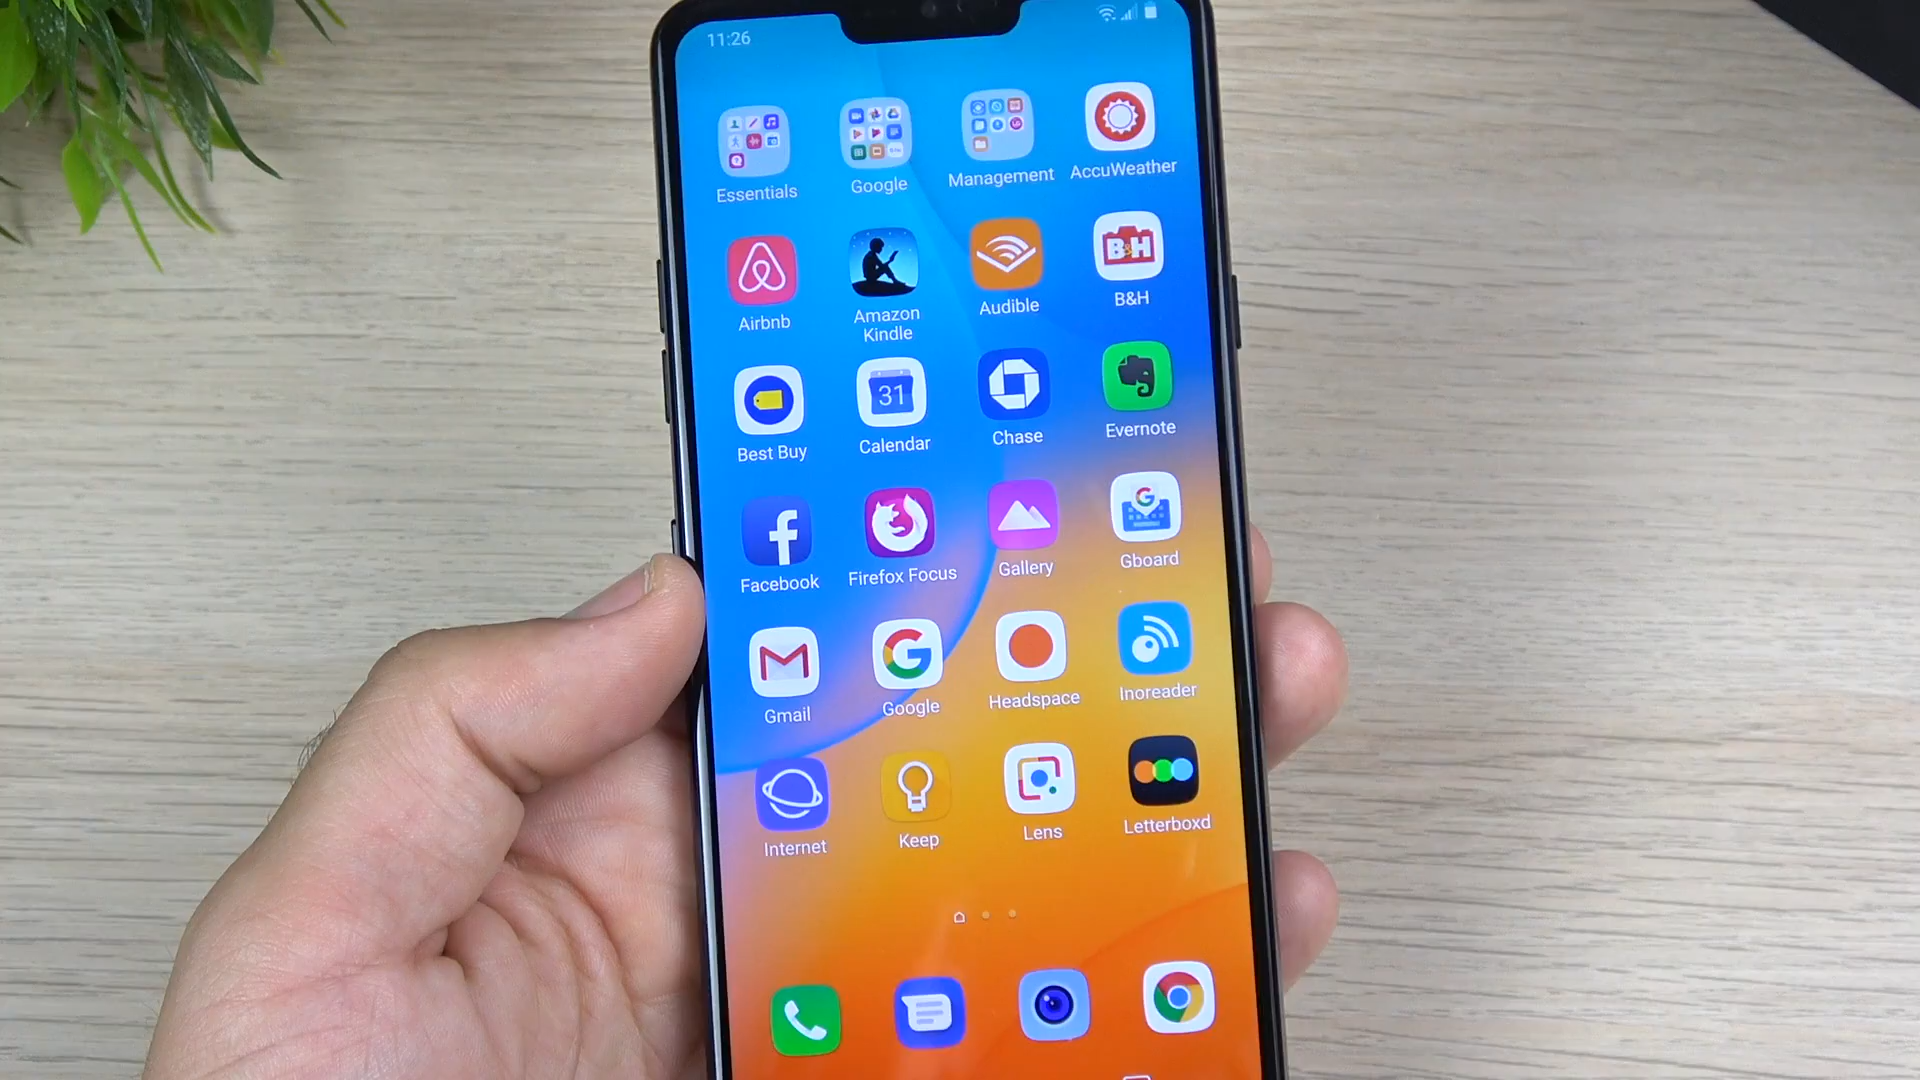 11:26
Essentials
Google
Management
AccuWeather
Airbnb
Amazon
Kindle
Audible
B&H
B&H
Best Buy
31
Calendar
Chase
Evernote
Facebook
Firefox Focus
Gallery
Gboard
Gmail
Google
Headspace
Inoreader
Internet
Keep
Lens
Letterboxd